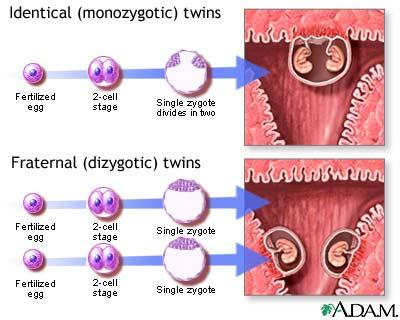 Identical (monozygotic) twins
Fertilized
egg
2-cell
stage
Single zygote
divides in two
Fraternal (dizygotic) twins
Fertilized
egg
2-cell
stage
Single zygote
Fertilized
egg
2-cell
stage
Single zygote
ADAM.